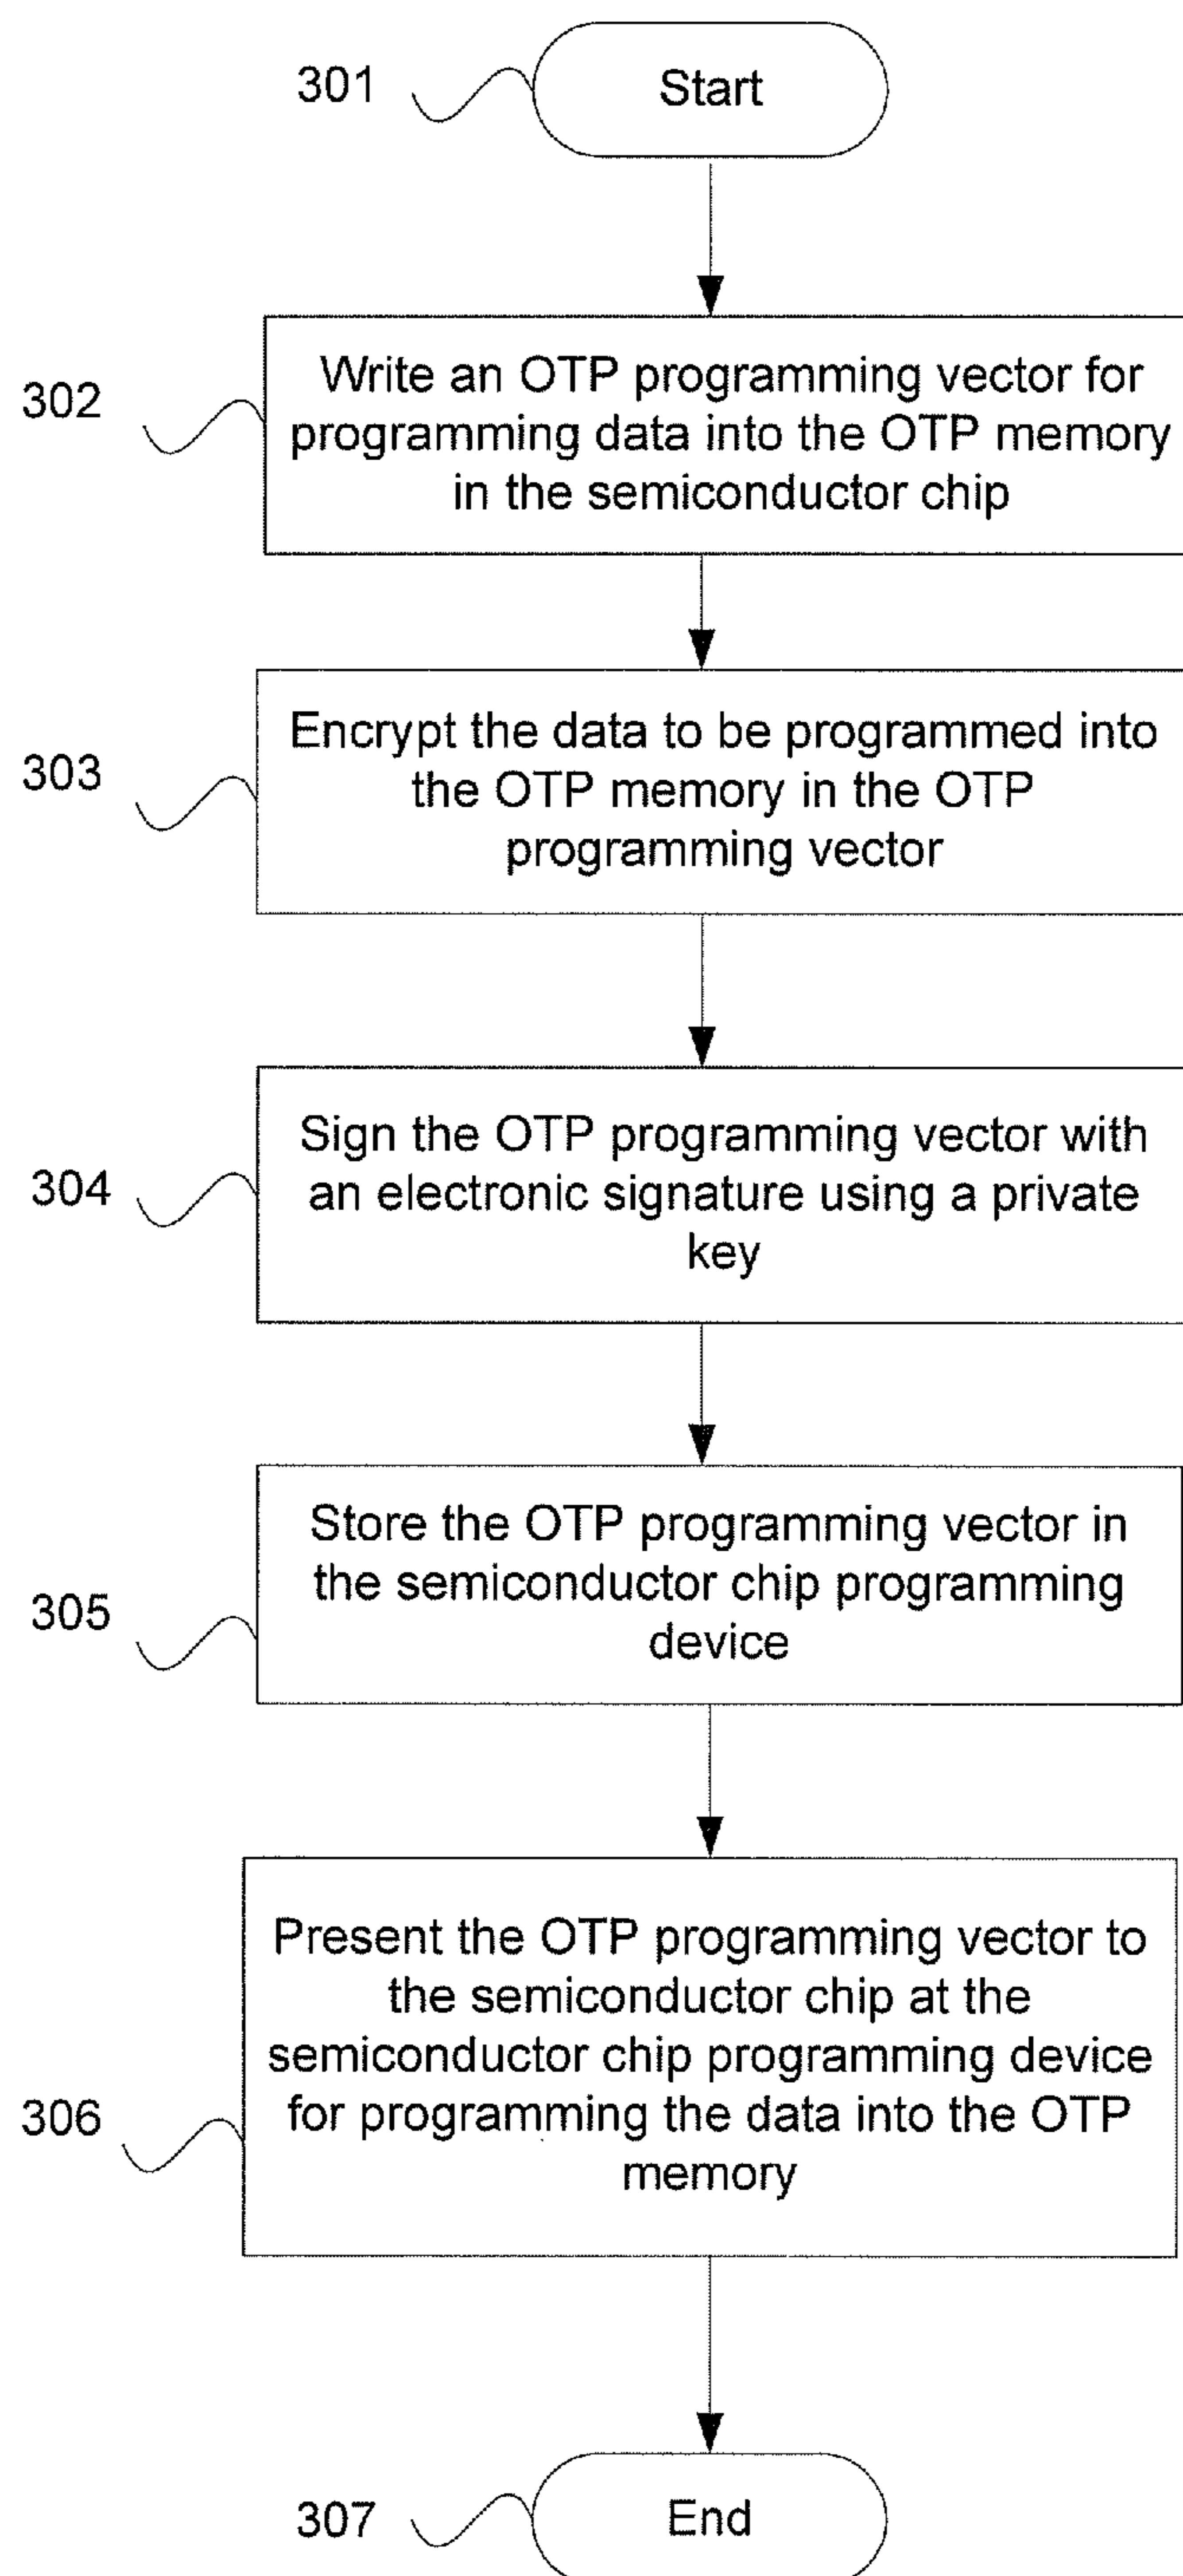 301
Start
302
Write an OTP programming vector for
programming data into the OTP memory
in the semiconductor chip
303
Encrypt the data to be programmed into
the OTP memory in the OTP
programming vector
304
Sign the OTP programming vector with
an electronic signature using a private
key
305
Store the OTP programming vector in
the semiconductor chip programming
device
306
Present the OTP programming vector to
the semiconductor chip at the
semiconductor chip programming device
for programming the data into the OTP
memory
307
End